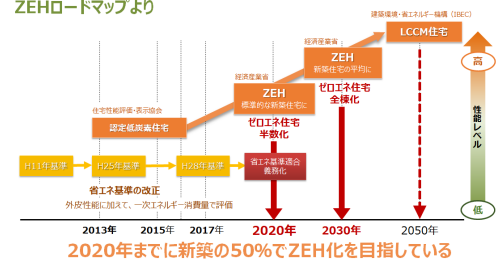 ZEHロードマップより
建築環境・省エネルギー機構（IBEC）
LCCM住宅
経済産業省
ZEH
新築住宅の平均に
ゼロエネ住宅
全棟化
経済産業省
ZEH
標準的な新築住宅に
ゼロエネ住宅
半数化
住宅性能評価・表示協会
認定低炭素住宅
H11年基準
H25年基準
H28年基準
省エネ基準適合
義務化
省エネ基準の改正
外皮性能に加えて、一次エネルギー消費量で評価
高
性能レベル
低
2013年
2015年
2017年
2020年
2030年
2050年
2020年までに新築の50%でZEH化を目指している